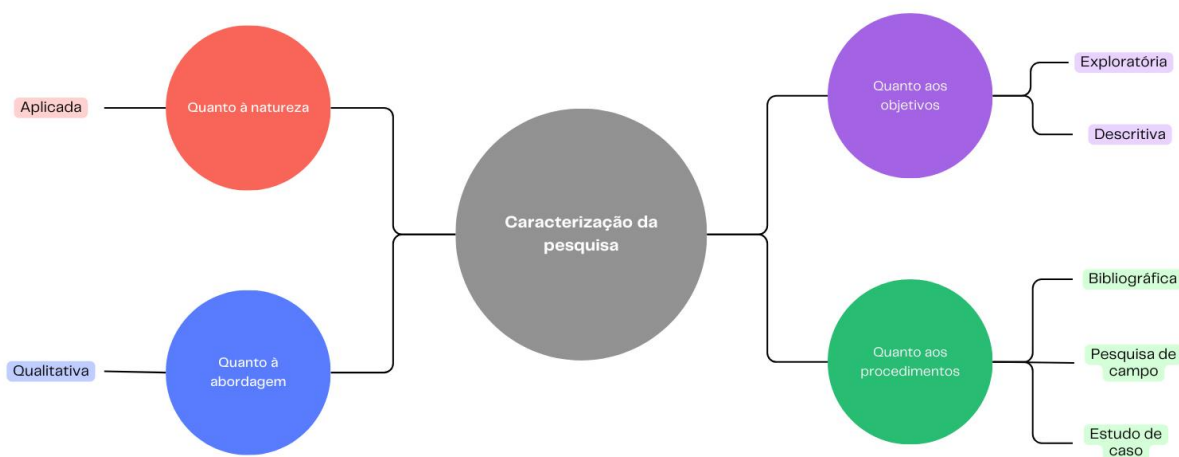 Aplicada
Quanto à natureza
Qualitativa
Quanto à
abordagem
Caracterização da
pesquisa
Quanto aos
objetivos
Exploratória
Descritiva
Quanto aos
procedimentos
Bibliográfica
Pesquisa de
campo
Estudo de
caso